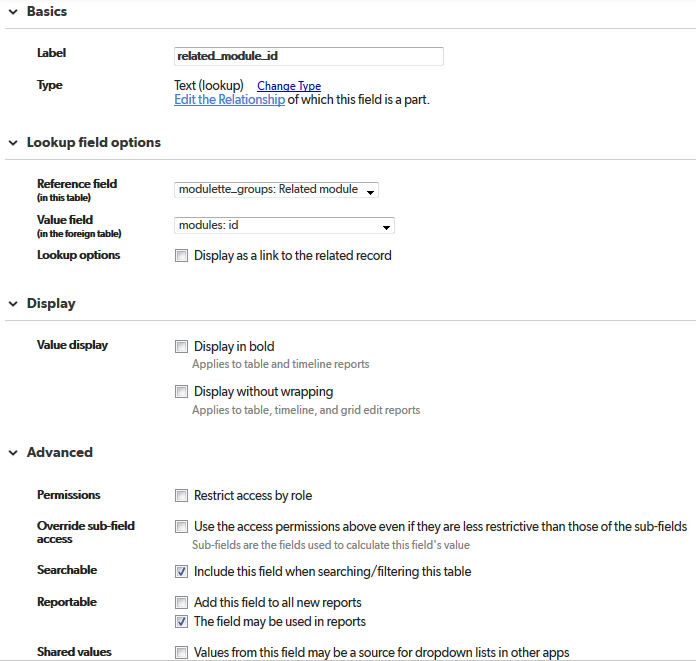 Basics
Label related_module_id
Type Text (lookup) Change Type
Edit the Relationship of which this field is a part.
Lookup field options
Reference field
(in this table) modulette_groups: Related module
Value field
(in the foreign table) modules: id
Lookup options Display as a link to the related record
Display
Value display Display in bold
Applies to table and timeline reports
Display without wrapping
Applies to table, timeline, and grid edit reports
Advanced
Permissions Restrict access by role
Override sub-field
access Use the access permissions above even if they are less restrictive than those of the sub-fields
Sub-fields are the fields used to calculate this field's value
Searchable Include this field when searching/filtering this table
Reportable Add this field to all new reports
The field may be used in reports
Shared values Values from this field may be a source for dropdown lists in other apps